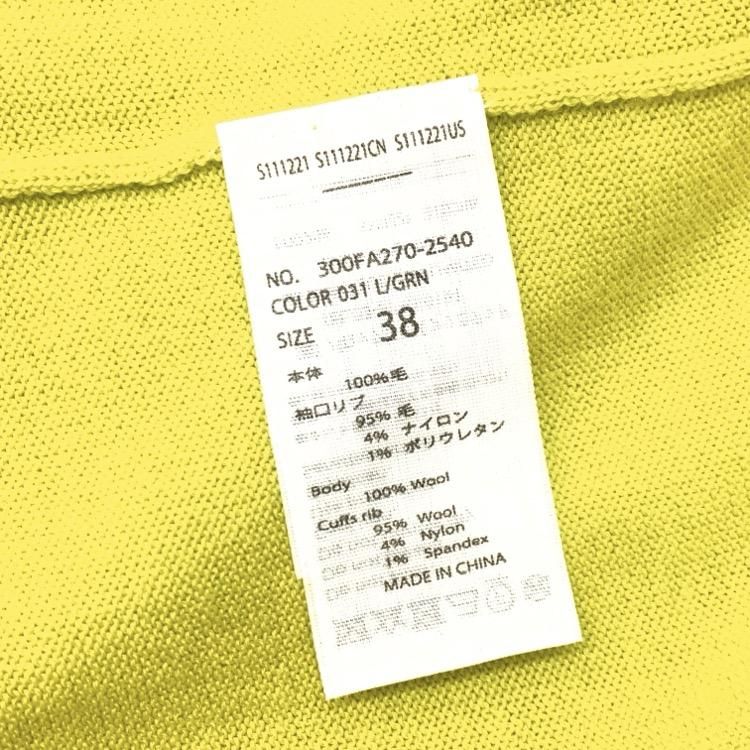 S111221 S111221CN S111221US
NO. 300FA270-2540
COLOR 031 L/GRN
SIZE 38
本体
100%毛
袖口リブ
95% 毛
4% ナイロン
1% ポリウレタン
Body
100% Wool
Cuffs rib
95% Wool
4% Nylon
1% Spandex
MADE IN CHINA